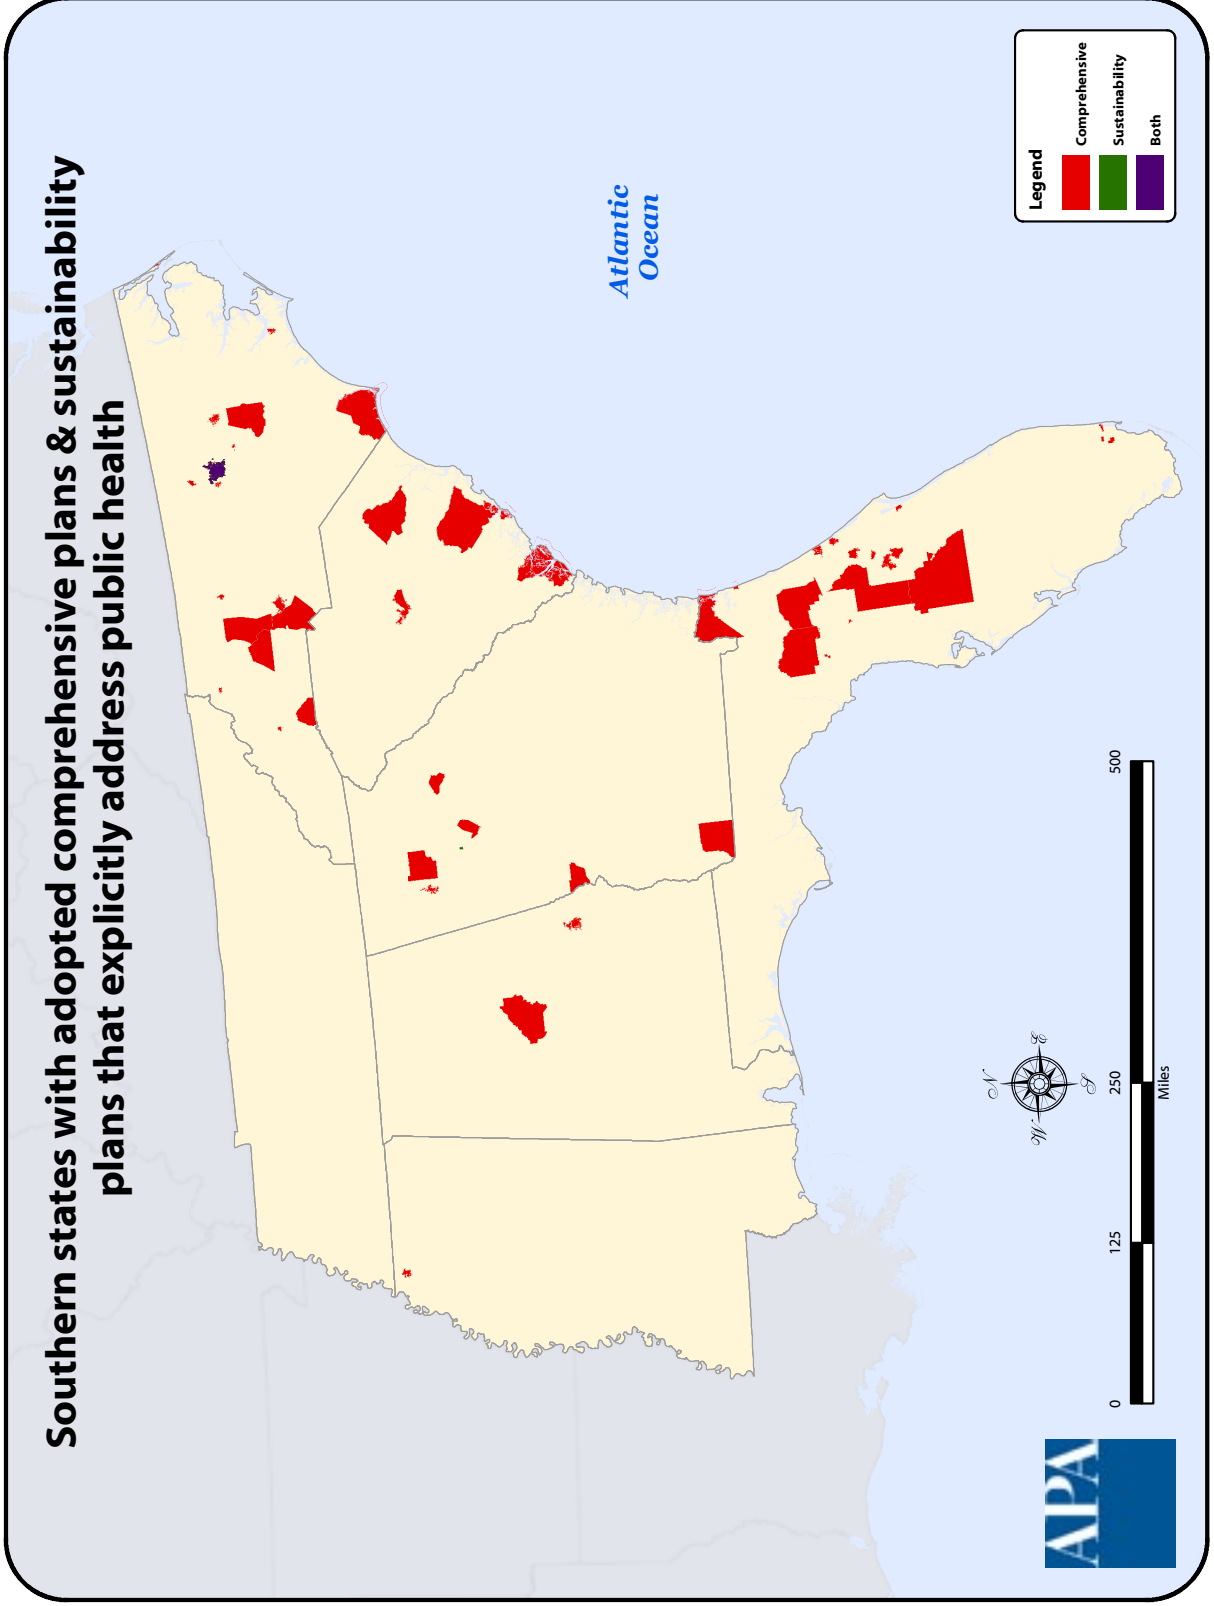 Southern states with adopted comprehensive plans & sustainability
plans that explicitly address public health
Atlantic
Ocean
Legend
Comprehensive
Sustainability
Both
N
W
E
S
0
125
250
500
Miles
APA